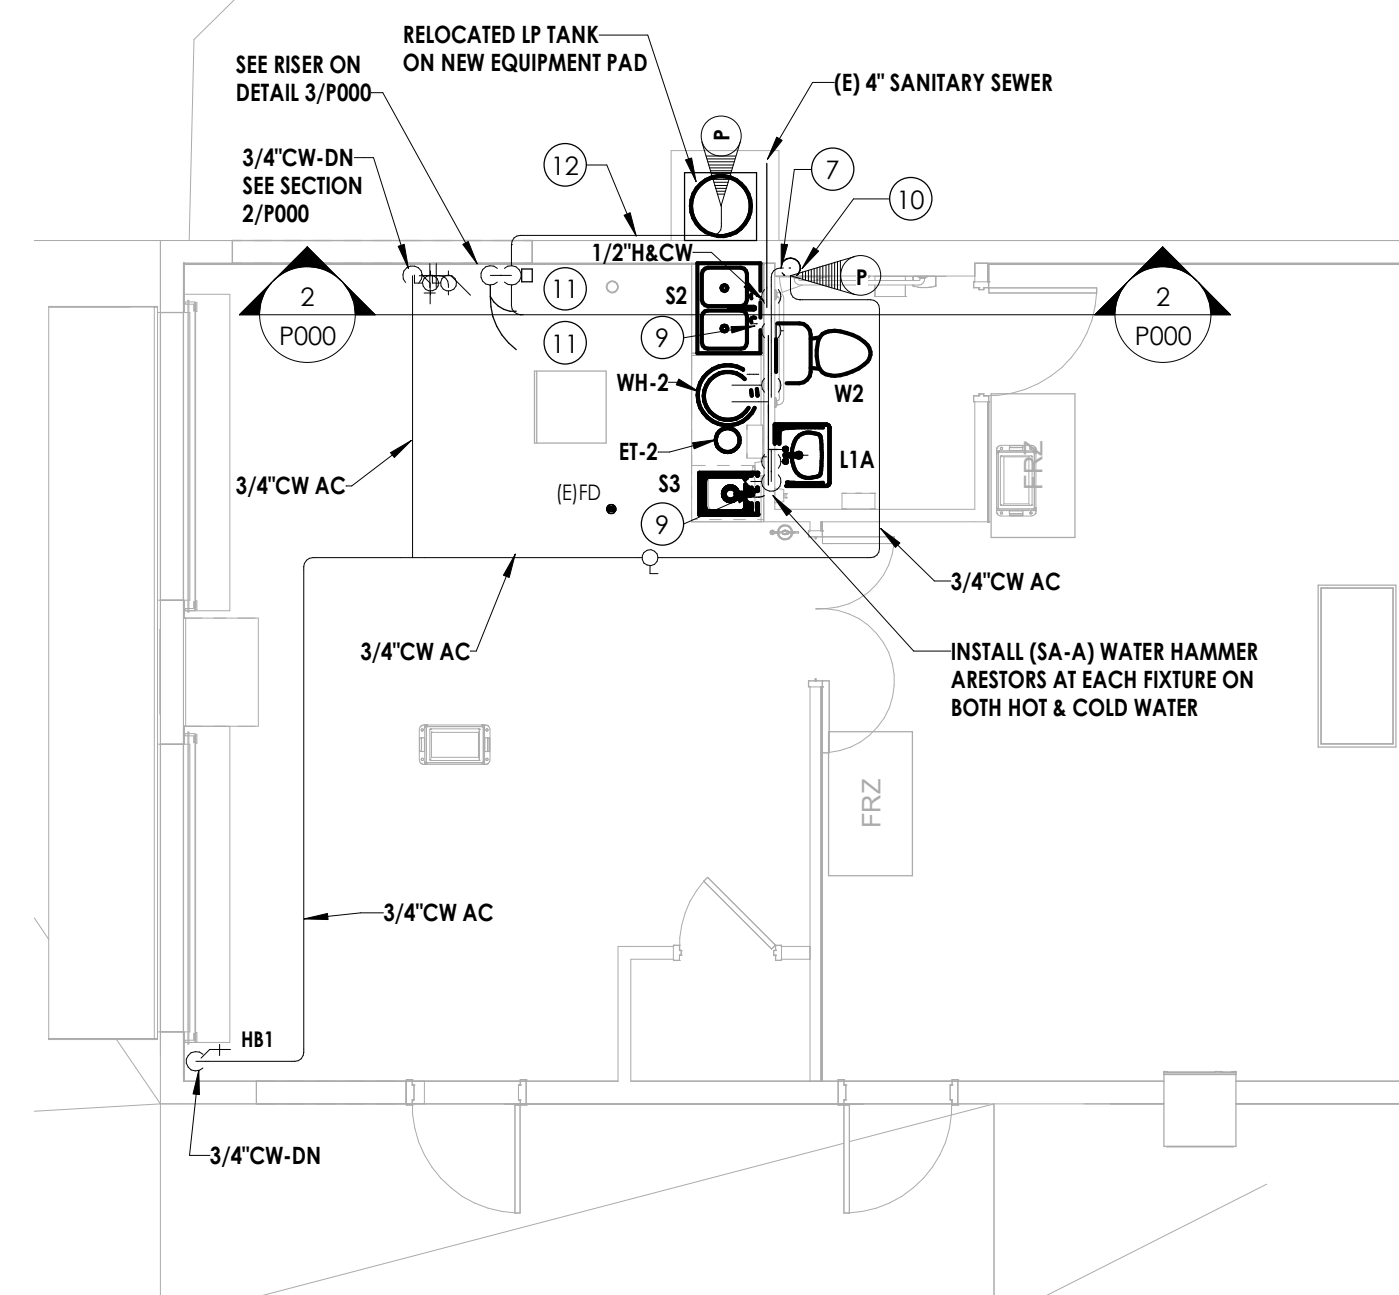 RELOCATED LP TANK
ON NEW EQUIPMENT PAD
SEE RISER ON
DETAIL 3/P000
(E) 4" SANITARY SEWER
P
3/4"CW-DN
SEE SECTION
2/P000
12
7
10
1/2"H&CW
P
2
P000
11
S2
2
P000
11
9
WH-2
W2
ET-2
L1A
FRZ
3/4"CW AC
S3
(E)FD
9
3/4"CW AC
3/4"CW AC
INSTALL (SA-A) WATER HAMMER
ARESTORS AT EACH FIXTURE ON
BOTH HOT & COLD WATER
FRZ
3/4"CW AC
HB1
3/4"CW-DN